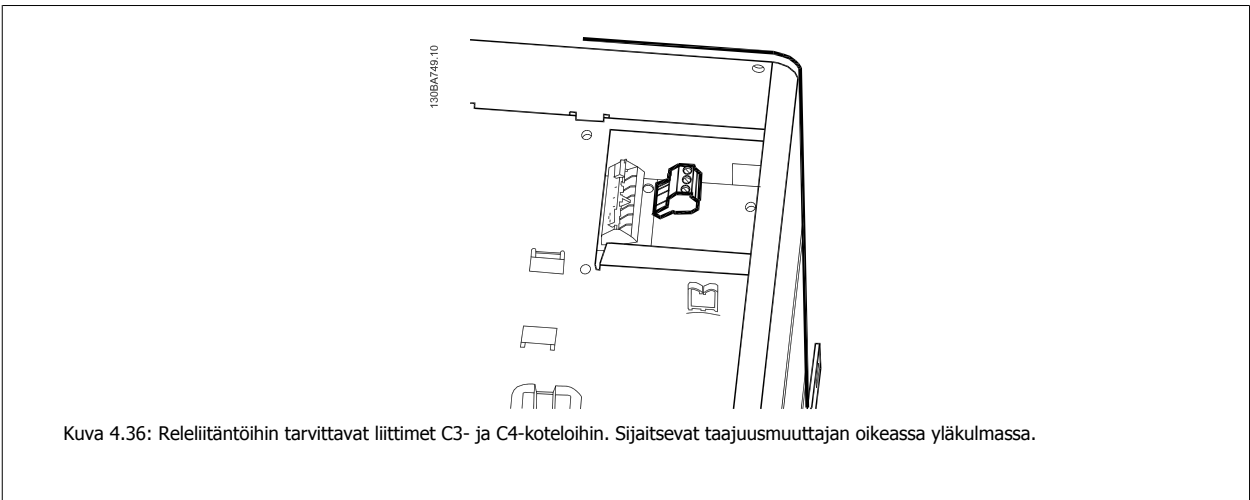 130BA749.10
Kuva 4.36: Releliitäntöihin tarvittavat liittimet C3- ja C4-koteloihin. Sijaitsevat taajuusmuuttajan oikeassa yläkulmassa.